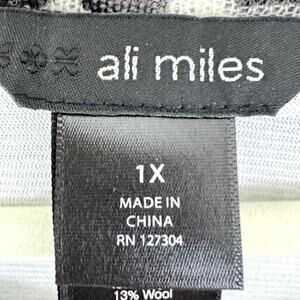 ali miles
1X
MADE IN
CHINA
RN 127304
13% Wool